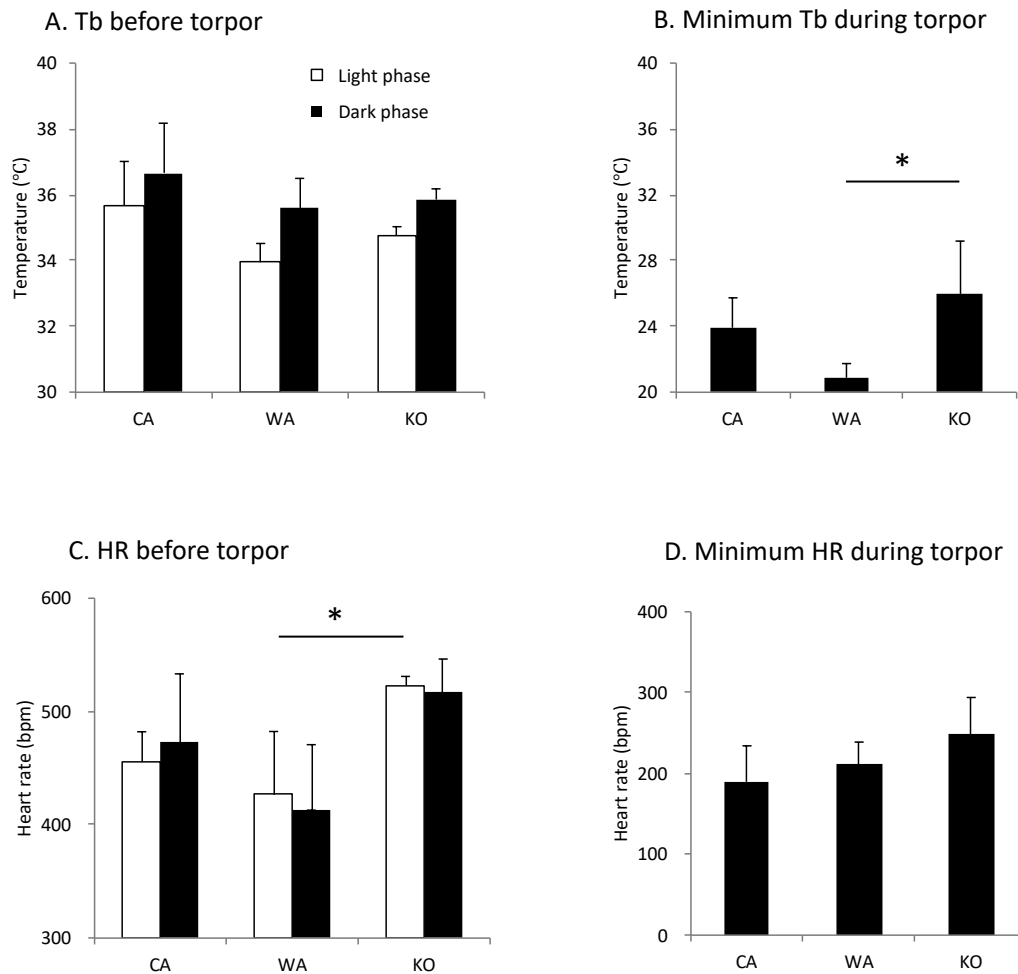 A. Tb before torpor
40
38
36
34
32
30
Temperature (°C)
Light phase
Dark phase
CA WA KO
B. Minimum Tb during torpor
40
36
32
28
24
20
Temperature (°C)
*
CA WA KO
C. HR before torpor
600
500
400
300
Heart rate (bpm)
*
CA WA KO
D. Minimum HR during torpor
400
300
200
100
0
Heart rate (bpm)
CA WA KO